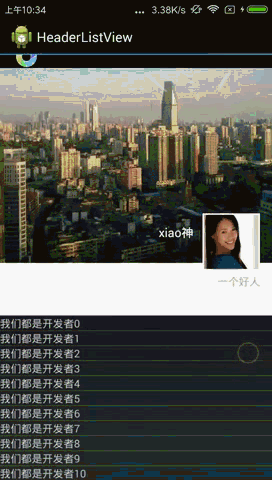 上午10:34
... 3.38K/s
HeaderListView
xiao神
一个好人
我们都是开发者0
我们都是开发者1
我们都是开发者2
我们都是开发者3
我们都是开发者4
我们都是开发者5
我们都是开发者6
我们都是开发者7
我们都是开发者8
我们都是开发者9
我们都是开发者10